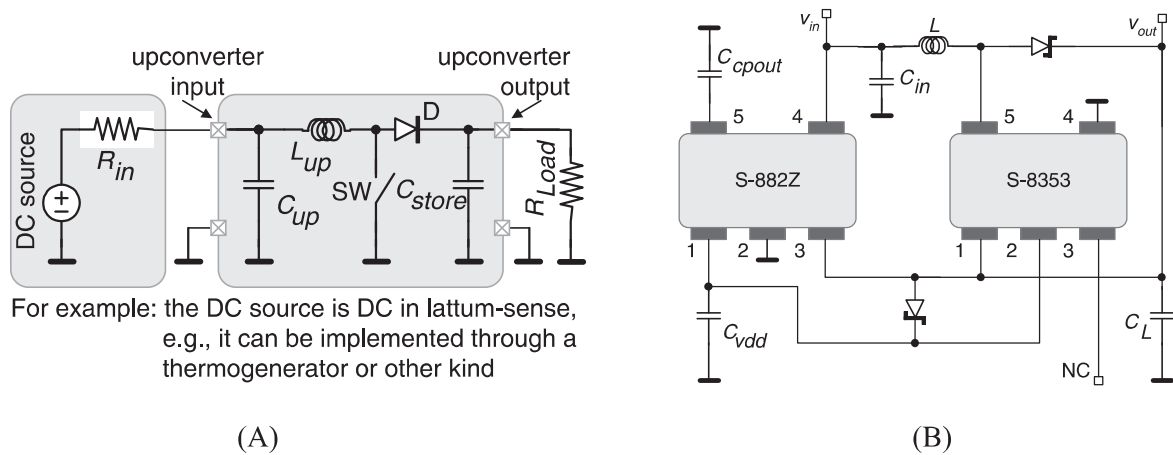 upconverter
input
upconverter
output
DC source
R_in
L_up
D
SW
C_up
C_store
R_Load
For example: the DC source is DC in lattum-sense,
e.g., it can be implemented through a
thermogenerator or other kind
(A)
v_in
L
v_out
C_cpout
C_in
5
4
5
4
S-882Z
S-8353
1
2
3
1
2
3
C_vdd
C_L
NC
(B)